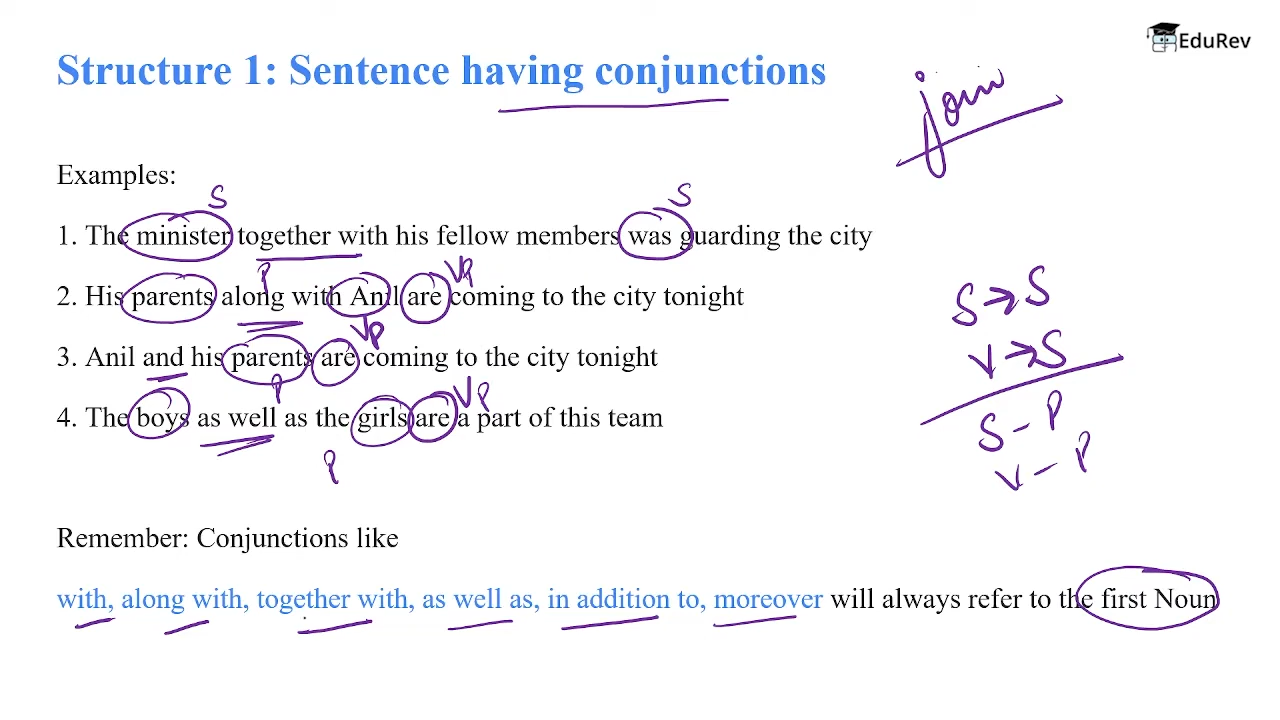 EduRev
Structure 1: Sentence having conjunctions
join
Examples:
S S
1. The minister together with his fellow members was guarding the city
P VP
2. His parents along with Anil are coming to the city tonight
VP
3. Anil and his parents are coming to the city tonight
P VP
4. The boys as well as the girls are a part of this team
P
S → S
V → S
S - P
V - P
Remember: Conjunctions like
with, along with, together with, as well as, in addition to, moreover will always refer to the first Noun